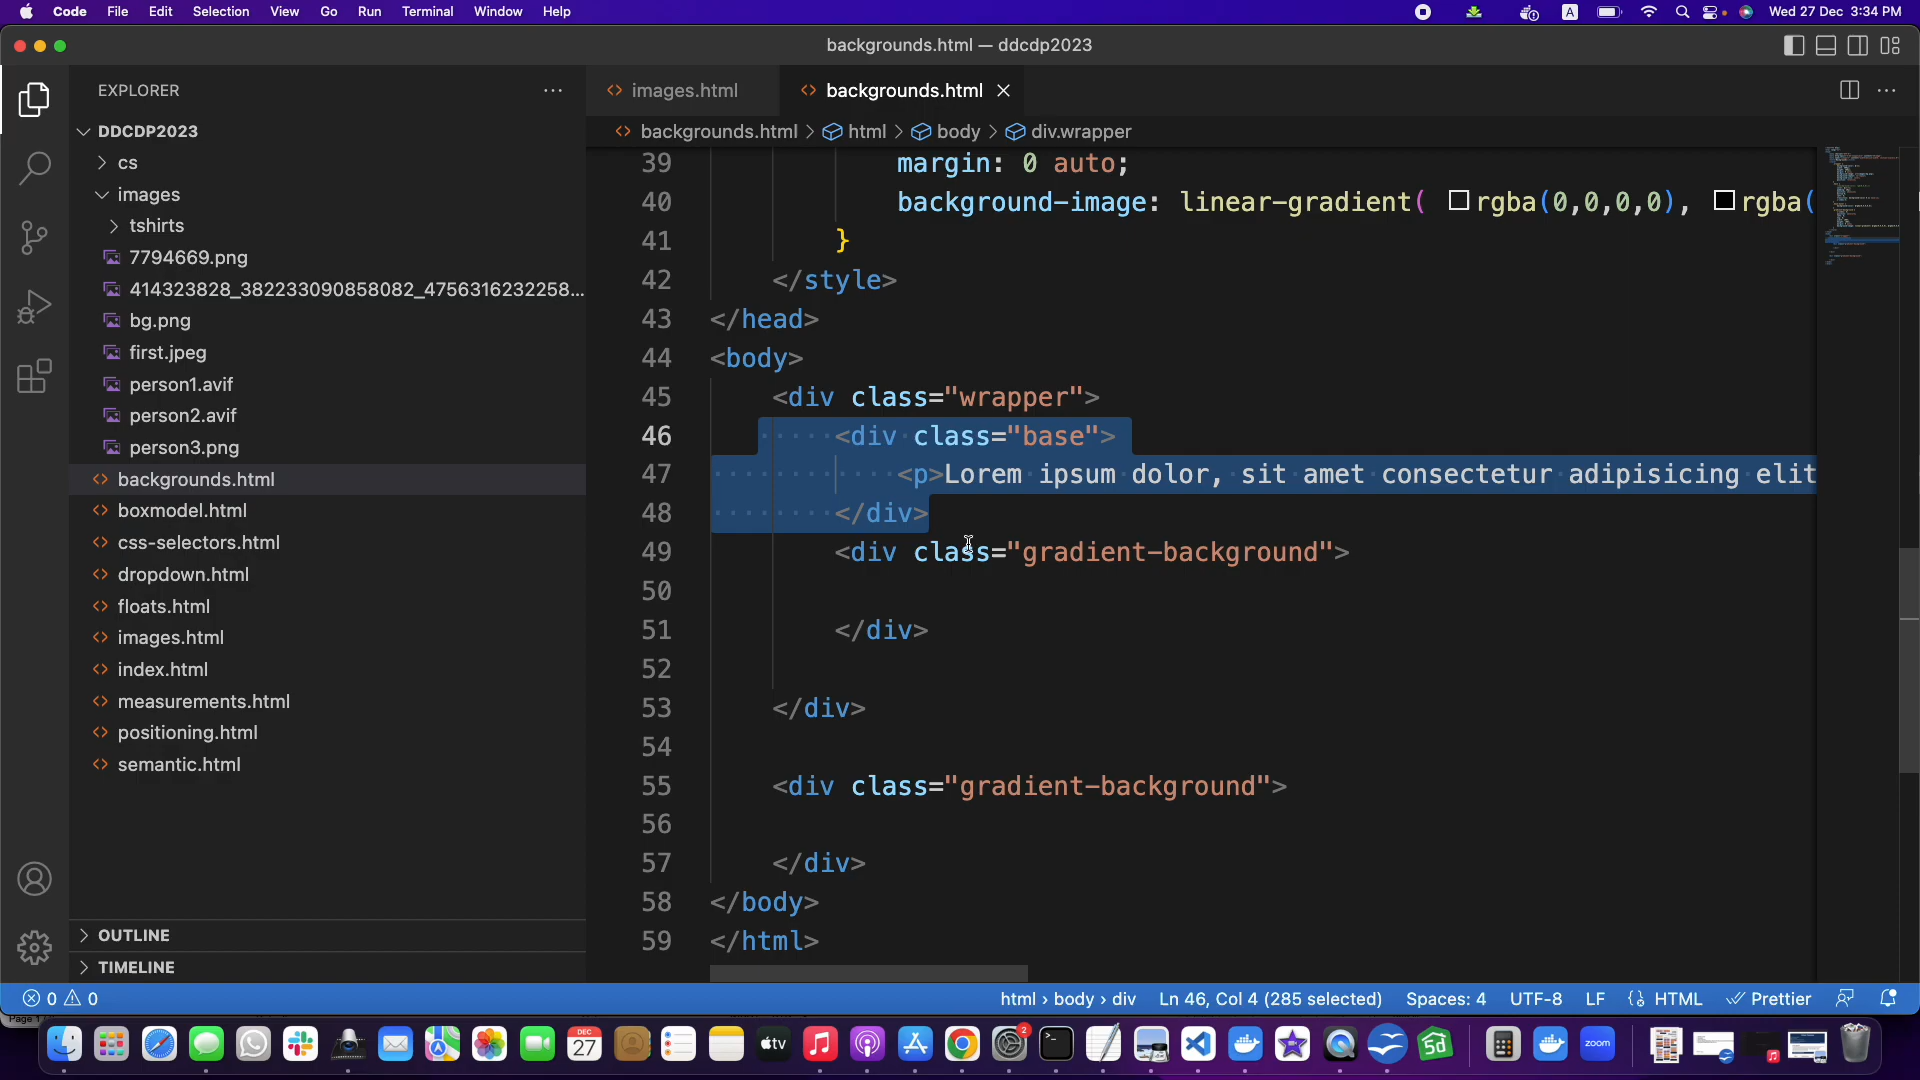 Code File Edit Selection View Go Run Terminal Window Help
A Wed 27 Dec 3:34 PM
backgrounds.html — ddcdp2023
EXPLORER
DDCDP2023
cs
images
tshirts
7794669.png
414323828_382233090858082_4756316232258...
bg.png
first.jpeg
person1.avif
person2.avif
person3.png
backgrounds.html
boxmodel.html
css-selectors.html
dropdown.html
floats.html
images.html
index.html
measurements.html
positioning.html
semantic.html
OUTLINE
TIMELINE
images.html
backgrounds.html
backgrounds.html > html > body > div.wrapper
39 margin: 0 auto;
40 background-image: linear-gradient( rgba(0,0,0,0), rgba(
41 }
42 </style>
43 </head>
44 <body>
45 <div class="wrapper">
46 <div class="base">
47 <p>Lorem ipsum dolor, sit amet consectetur adipisicing elit
48 </div>
49 <div class="gradient-background">
50
51 </div>
52
53 </div>
54
55 <div class="gradient-background">
56
57 </div>
58 </body>
59 </html>
0 0
html > body > div Ln 46, Col 4 (285 selected) Spaces: 4 UTF-8 LF {} HTML Prettier
DEC
27
tv
2
zoom